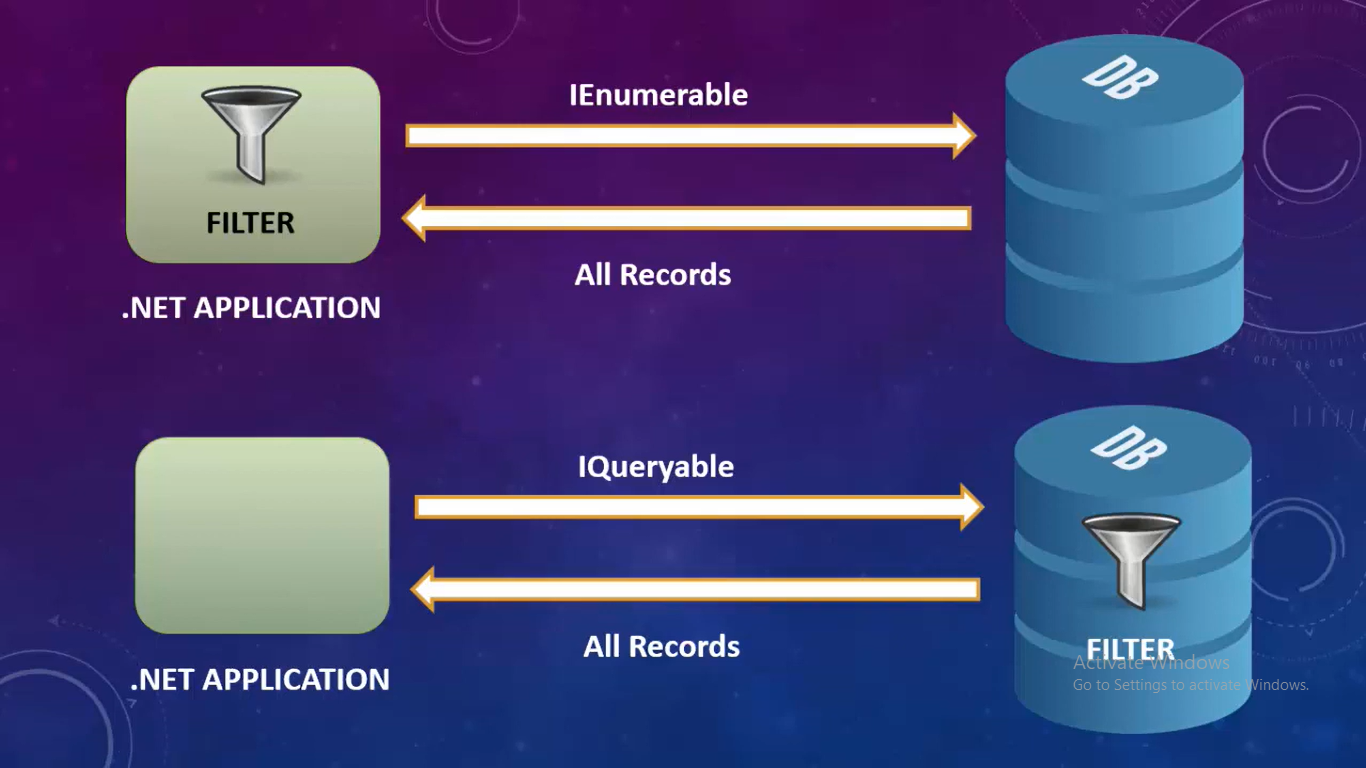 IEnumerable
DB
FILTER
All Records
.NET APPLICATION
IQueryable
DB
All Records
FILTER
.NET APPLICATION
Activate Windows
Go to Settings to activate Windows.